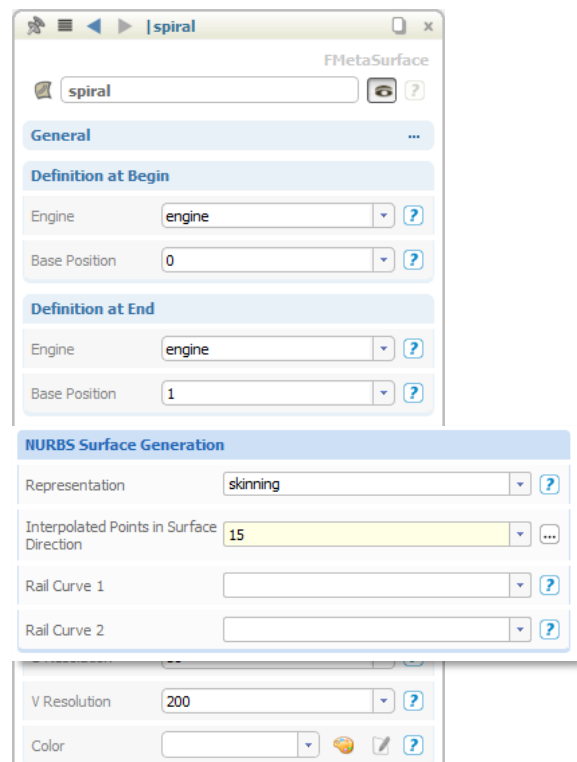 |spiral
FMetaSurface
spiral
General ...
Definition at Begin
Engine engine
Base Position 0
Definition at End
Engine engine
Base Position 1
NURBS Surface Generation
Representation skinning
Interpolated Points in Surface
Direction 15 ...
Rail Curve 1
Rail Curve 2
V Resolution 200
Color